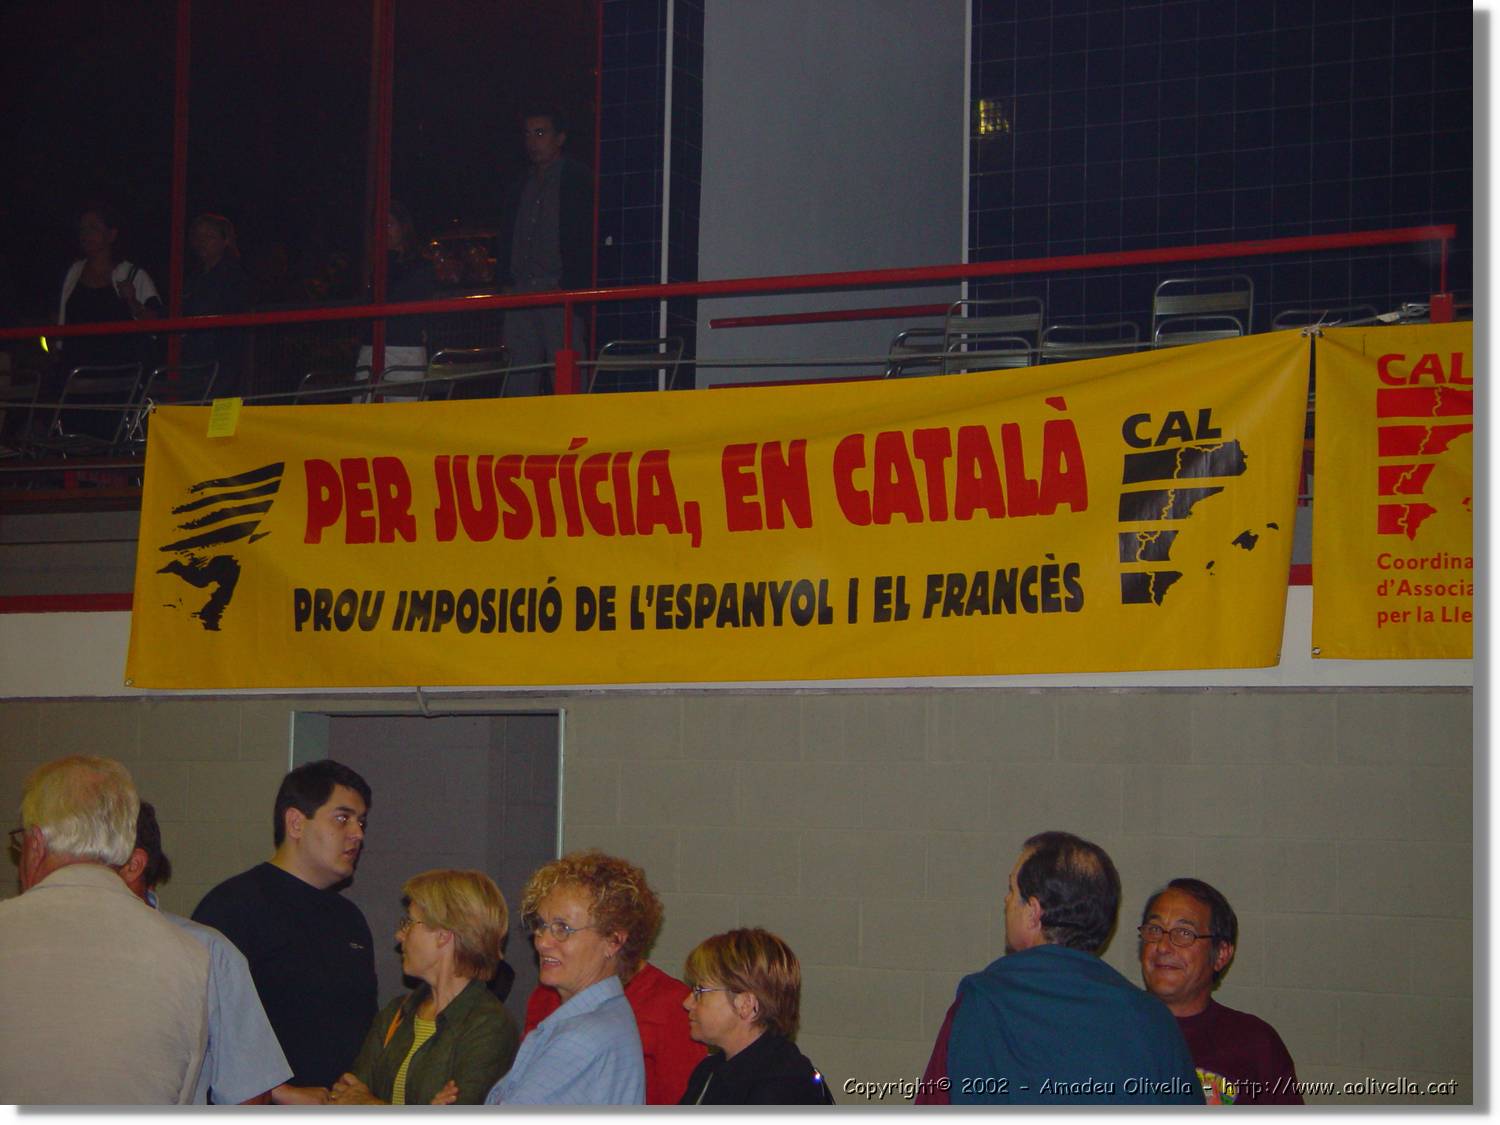 PER JUSTÍCIA, EN CATALÀ
PROU IMPOSICIÓ DE L'ESPANYOL I EL FRANCÈS
CAL
CAL
Coordina
d'Associa
per la Lle
Copyright© 2002 - Amadeu Olivella - http://www.aolivella.cat